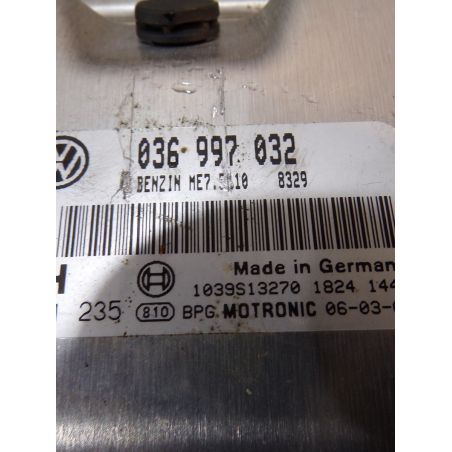 036 997 032
BENZIN ME7.5.10 8329
Made in German
1039S13270 1824 144
235 810 BPG MOTRONIC 06-03-